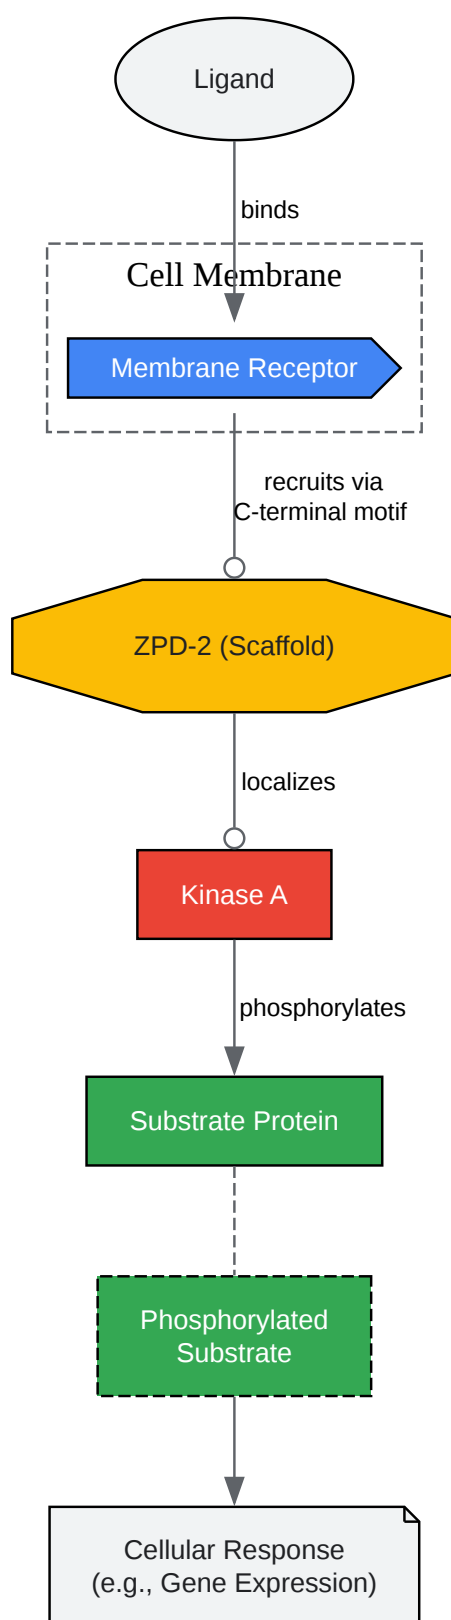 Ligand
binds
Cell Membrane
Membrane Receptor
recruits via
C-terminal motif
ZPD-2 (Scaffold)
localizes
Kinase A
phosphorylates
Substrate Protein
Phosphorylated
Substrate
Cellular Response
(e.g., Gene Expression)